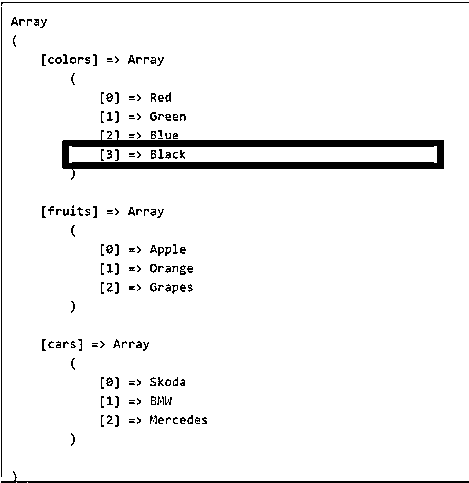 Array
(
    [colors] => Array
        (
            [0] => Red
            [1] => Green
            [2] => Blue
            [3] => Black
        )
    [fruits] => Array
        (
            [0] => Apple
            [1] => Orange
            [2] => Grapes
        )
    [cars] => Array
        (
            [0] => Skoda
            [1] => BMW
            [2] => Mercedes
        )
)